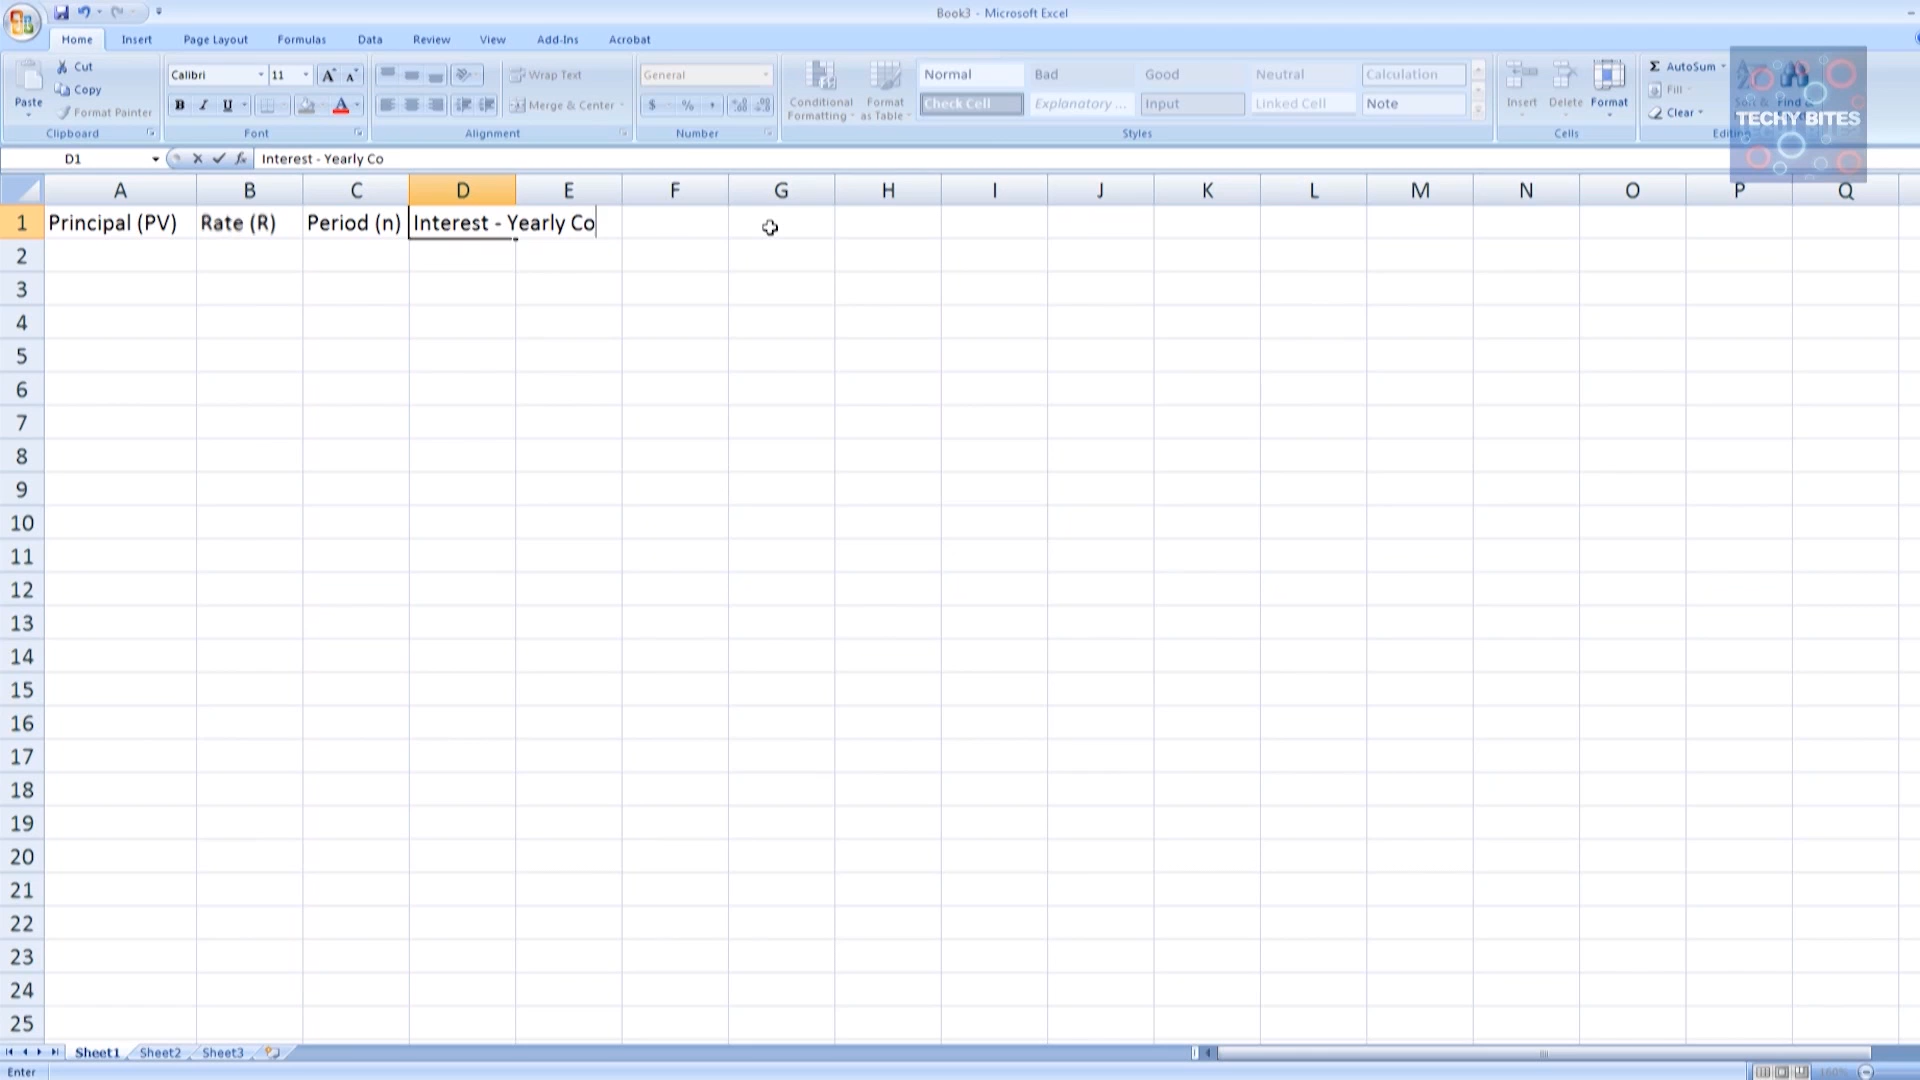 Book3 - Microsoft Excel
Home Insert Page Layout Formulas Data Review View Add-Ins Acrobat
Paste Cut Copy Format Painter
Calibri 11 A A
B I U A
Wrap Text
Merge & Center
General
$ % ,
Conditional Formatting Format as Table
Normal Bad Good Neutral Calculation
Check Cell Explanatory ... Input Linked Cell Note
Insert Delete Format
Σ AutoSum
Fill
Clear
TECHY BITES
Clipboard Font Alignment Number Styles Cells
D1 fx Interest - Yearly Co
A B C D E F G H I J K L M N O P Q
1 Principal (PV) Rate (R) Period (n) Interest - Yearly Co
2
3
4
5
6
7
8
9
10
11
12
13
14
15
16
17
18
19
20
21
22
23
24
25
Sheet1 Sheet2 Sheet3
Enter 160%